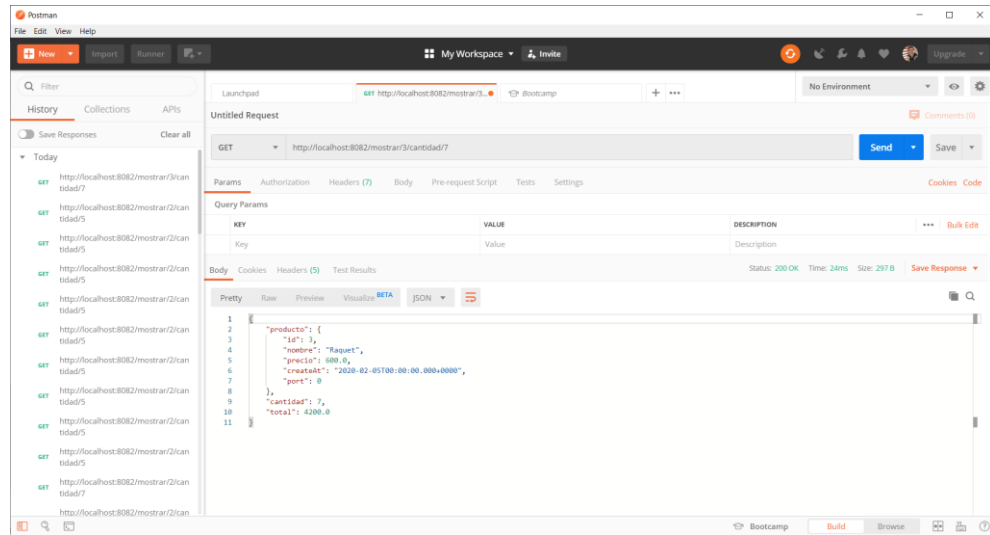 Postman
File Edit View Help
New Import Runner My Workspace Invite Upgrade
Filter
History Collections APIs
Save Responses Clear all
Today
GET http://localhost:8082/mostrar/3/can
tidad/7
GET http://localhost:8082/mostrar/2/can
tidad/5
GET http://localhost:8082/mostrar/2/can
tidad/5
GET http://localhost:8082/mostrar/2/can
tidad/5
GET http://localhost:8082/mostrar/2/can
tidad/5
GET http://localhost:8082/mostrar/2/can
tidad/5
GET http://localhost:8082/mostrar/2/can
tidad/5
GET http://localhost:8082/mostrar/2/can
tidad/5
GET http://localhost:8082/mostrar/2/can
tidad/5
GET http://localhost:8082/mostrar/2/can
tidad/5
GET http://localhost:8082/mostrar/2/can
tidad/7
http://localhost:8082/mostrar/2/can
Launchpad GET http://localhost:8082/mostrar/3... Bootcamp + ••• No Environment
Untitled Request Comments (0)
GET http://localhost:8082/mostrar/3/cantidad/7 Send Save
Params Authorization Headers (7) Body Pre-request Script Tests Settings Cookies Code
Query Params
KEY VALUE DESCRIPTION ••• Bulk Edit
Key Value Description
Body Cookies Headers (5) Test Results Status: 200 OK Time: 24ms Size: 297 B Save Response
Pretty Raw Preview Visualize BETA JSON
1 {
2 "producto": {
3 "id": 3,
4 "nombre": "Raquet",
5 "precio": 600.0,
6 "createAt": "2020-02-05T00:00:00.000+0000",
7 "port": 0
8 },
9 "cantidad": 7,
10 "total": 4200.0
11 }
Bootcamp Build Browse